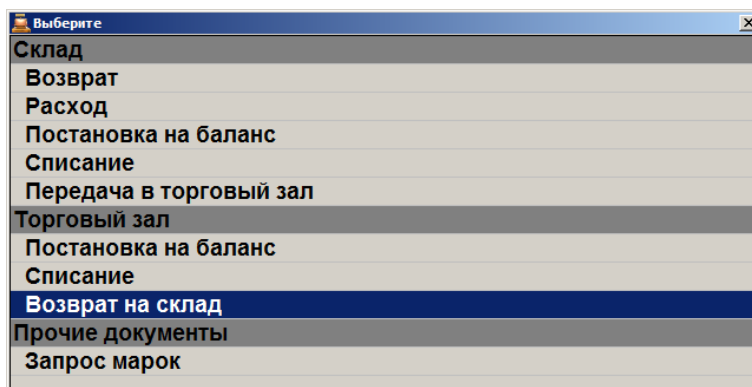 Выберите
Склад
Возврат
Расход
Постановка на баланс
Списание
Передача в торговый зал
Торговый зал
Постановка на баланс
Списание
Возврат на склад
Прочие документы
Запрос марок